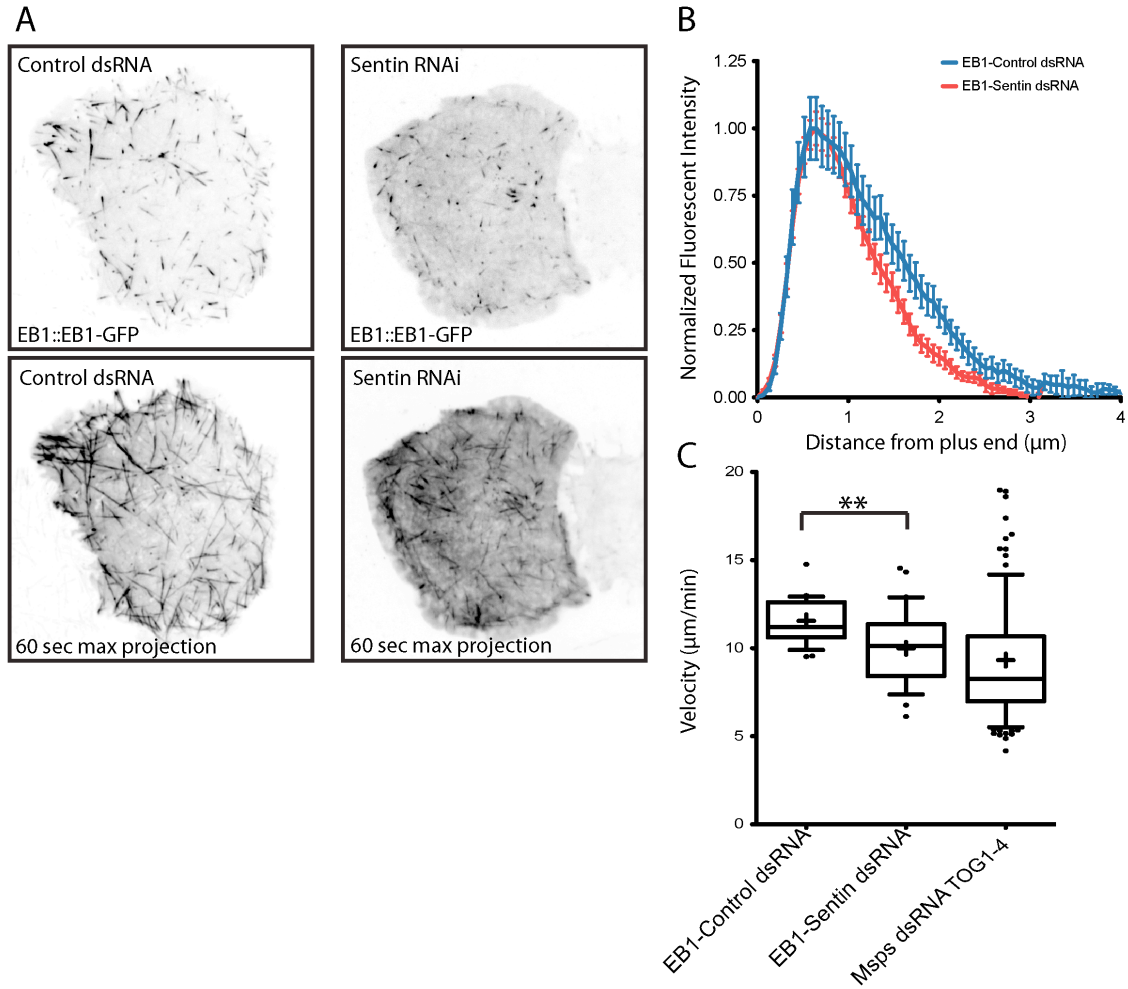 A
Control dsRNA
EB1::EB1-GFP
Sentin RNAi
EB1::EB1-GFP
Control dsRNA
60 sec max projection
Sentin RNAi
60 sec max projection
B
EB1-Control dsRNA
EB1-Sentin dsRNA
Normalized Fluorescent Intensity
1.25
1.00
0.75
0.50
0.25
0.00
0 1 2 3 4
Distance from plus end (μm)
C
**
Velocity (μm/min)
20
15
10
5
0
EB1-Control dsRNA
EB1-Sentin dsRNA
Msps dsRNA TOG1-4